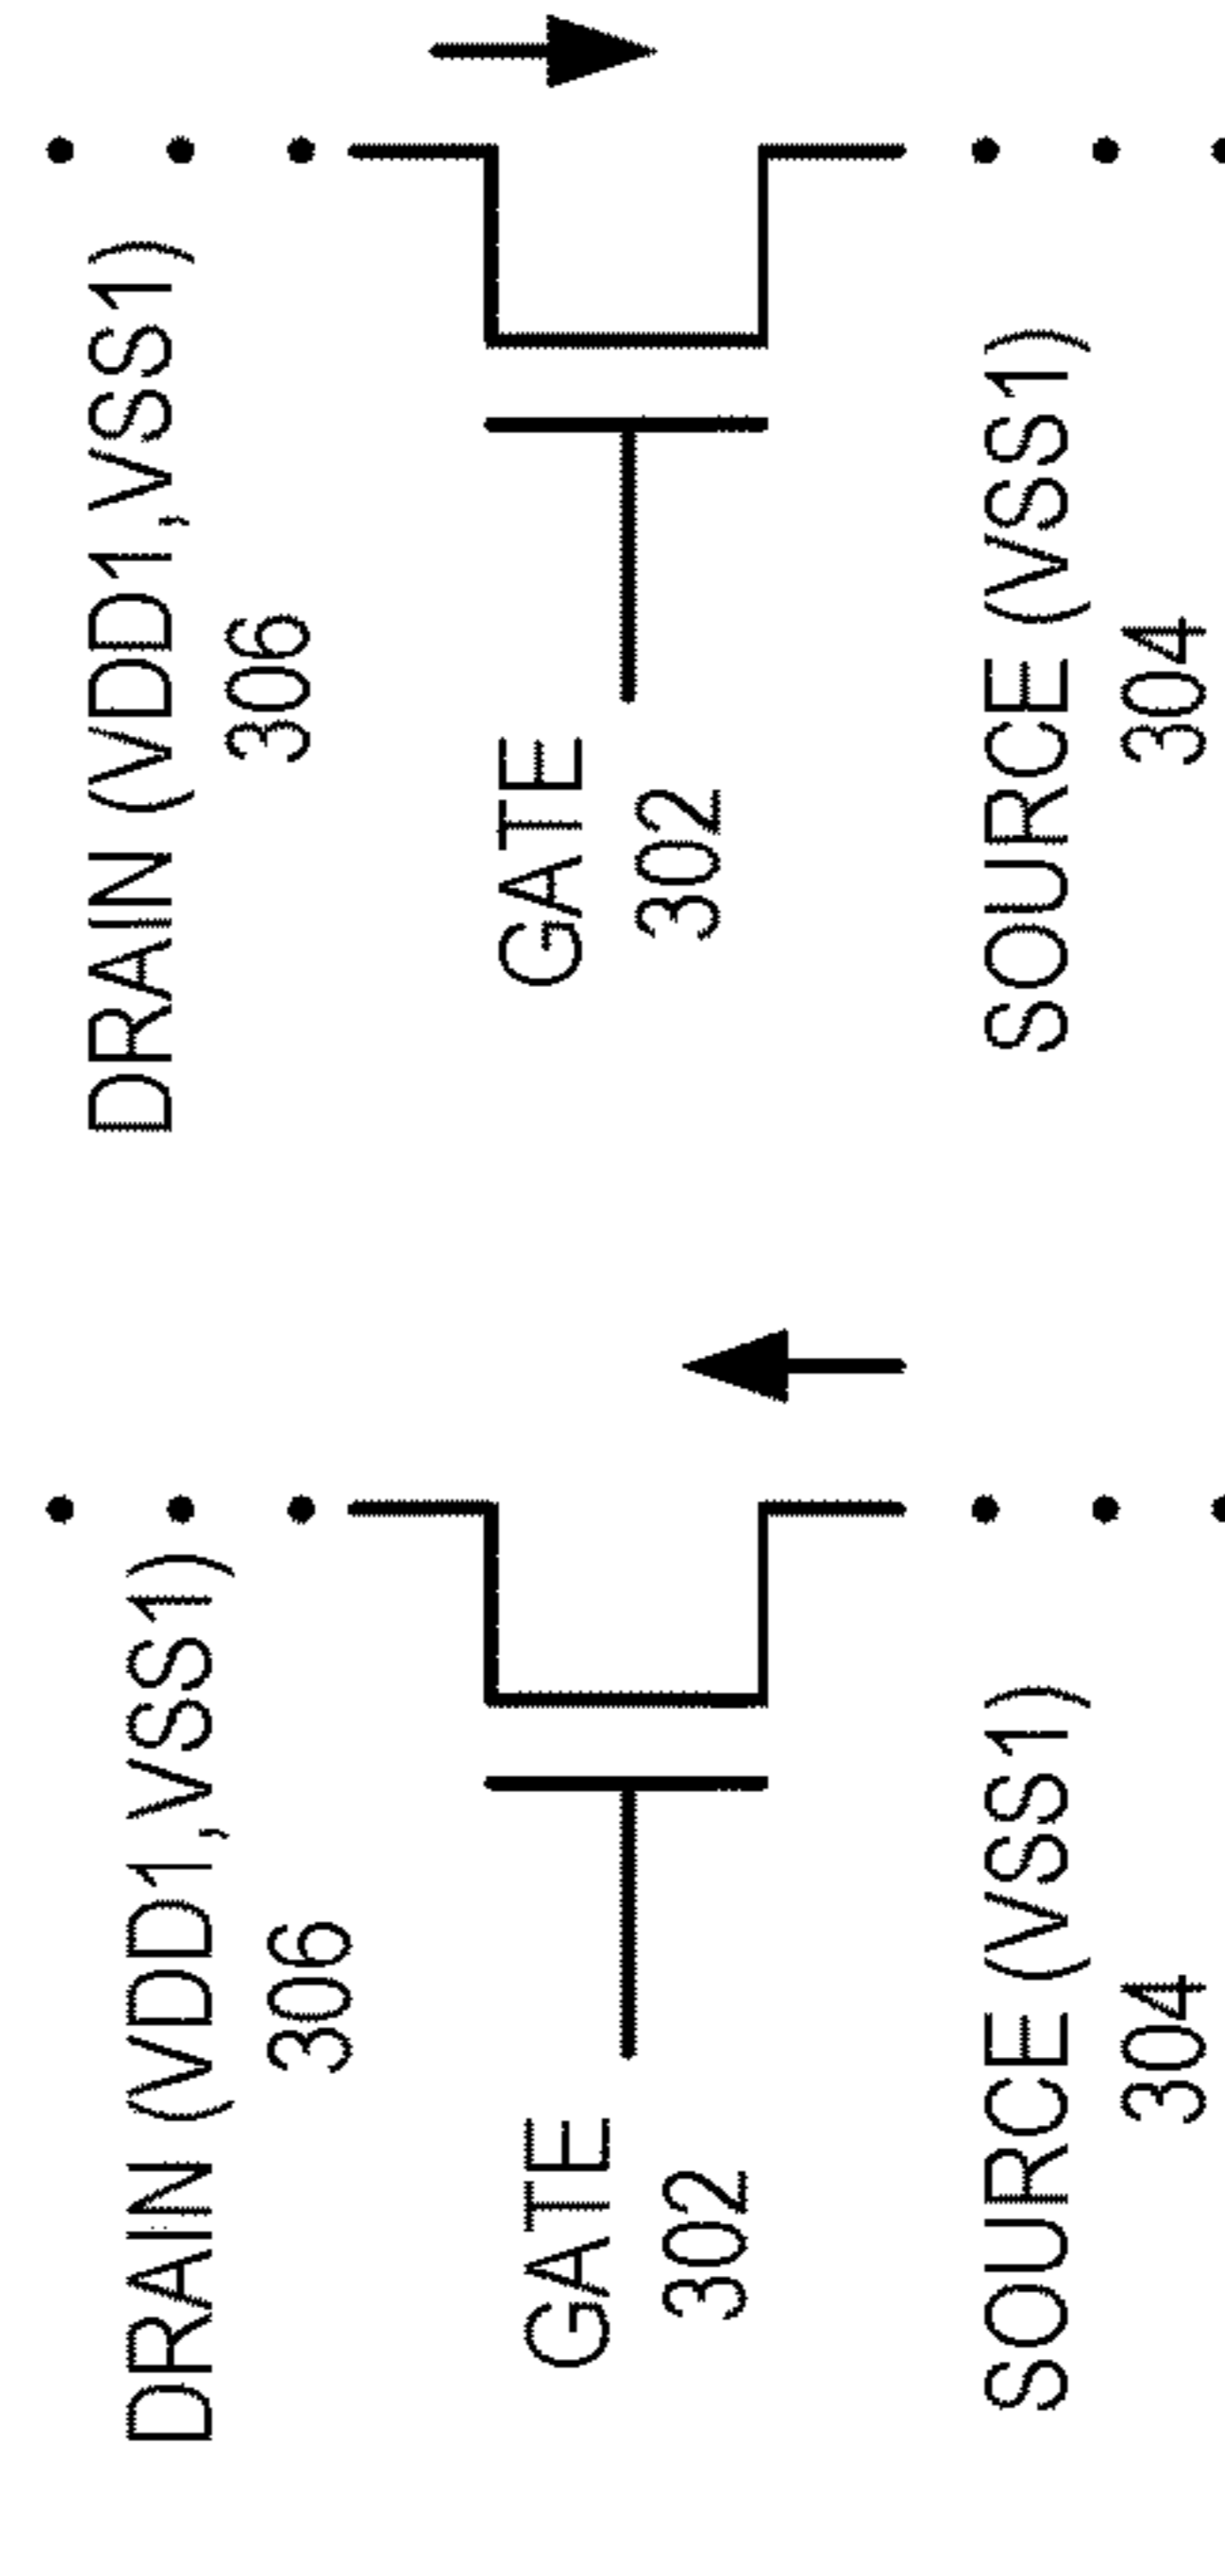 DRAIN (VDD1,VSS1)
306
GATE
302
SOURCE (VSS1)
304
DRAIN (VDD1,VSS1)
306
GATE
302
SOURCE (VSS1)
304